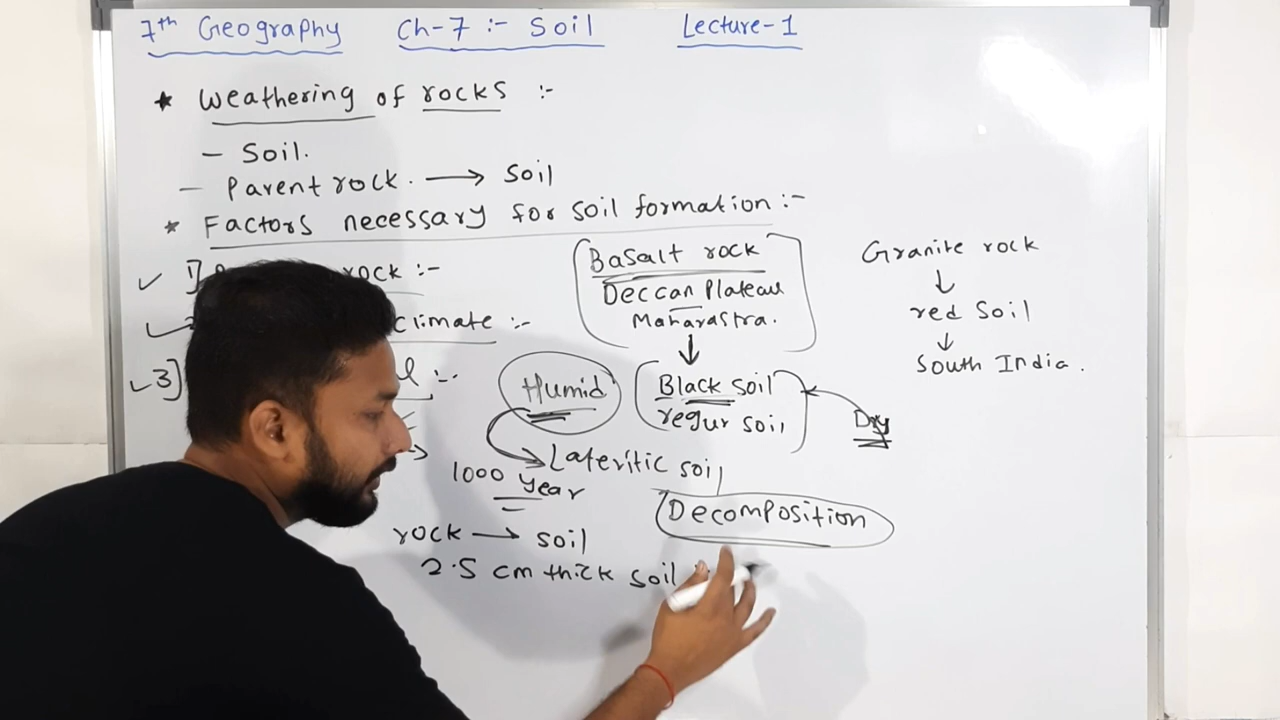 7th Geography Ch-7 :- Soil Lecture-1
* Weathering of rocks :-
- Soil.
- Parent rock. → Soil
* Factors necessary for soil formation :-
✓ 1] rock :-
✓ climate :-
✓ 3] :-
Basalt rock
Deccan Plateau
Maharastra.
↓
Black soil
regur soil
Humid
Dry
Lateritic soil
1000 year
Decomposition
rock → soil
2.5 cm thick soil
Granite rock
↓
red Soil
↓
South India.